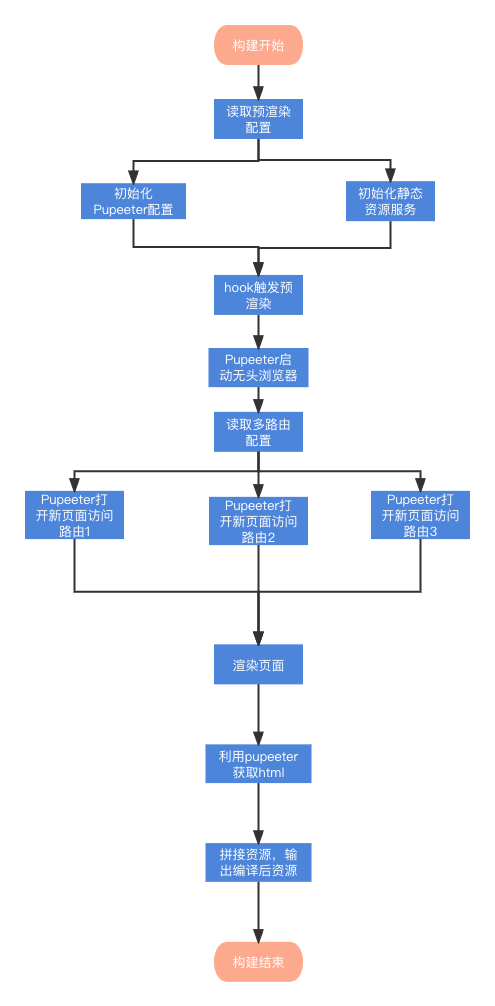 构建开始
读取预渲染
配置
初始化
Pupeeter配置
初始化静态
资源服务
hook触发预
渲染
Pupeeter启
动无头浏览器
读取多路由
配置
Pupeeter打
开新页面访问
路由1
Pupeeter打
开新页面访问
路由2
Pupeeter打
开新页面访问
路由3
渲染页面
利用pupeeter
获取html
拼接资源，输
出编译后资源
构建结束